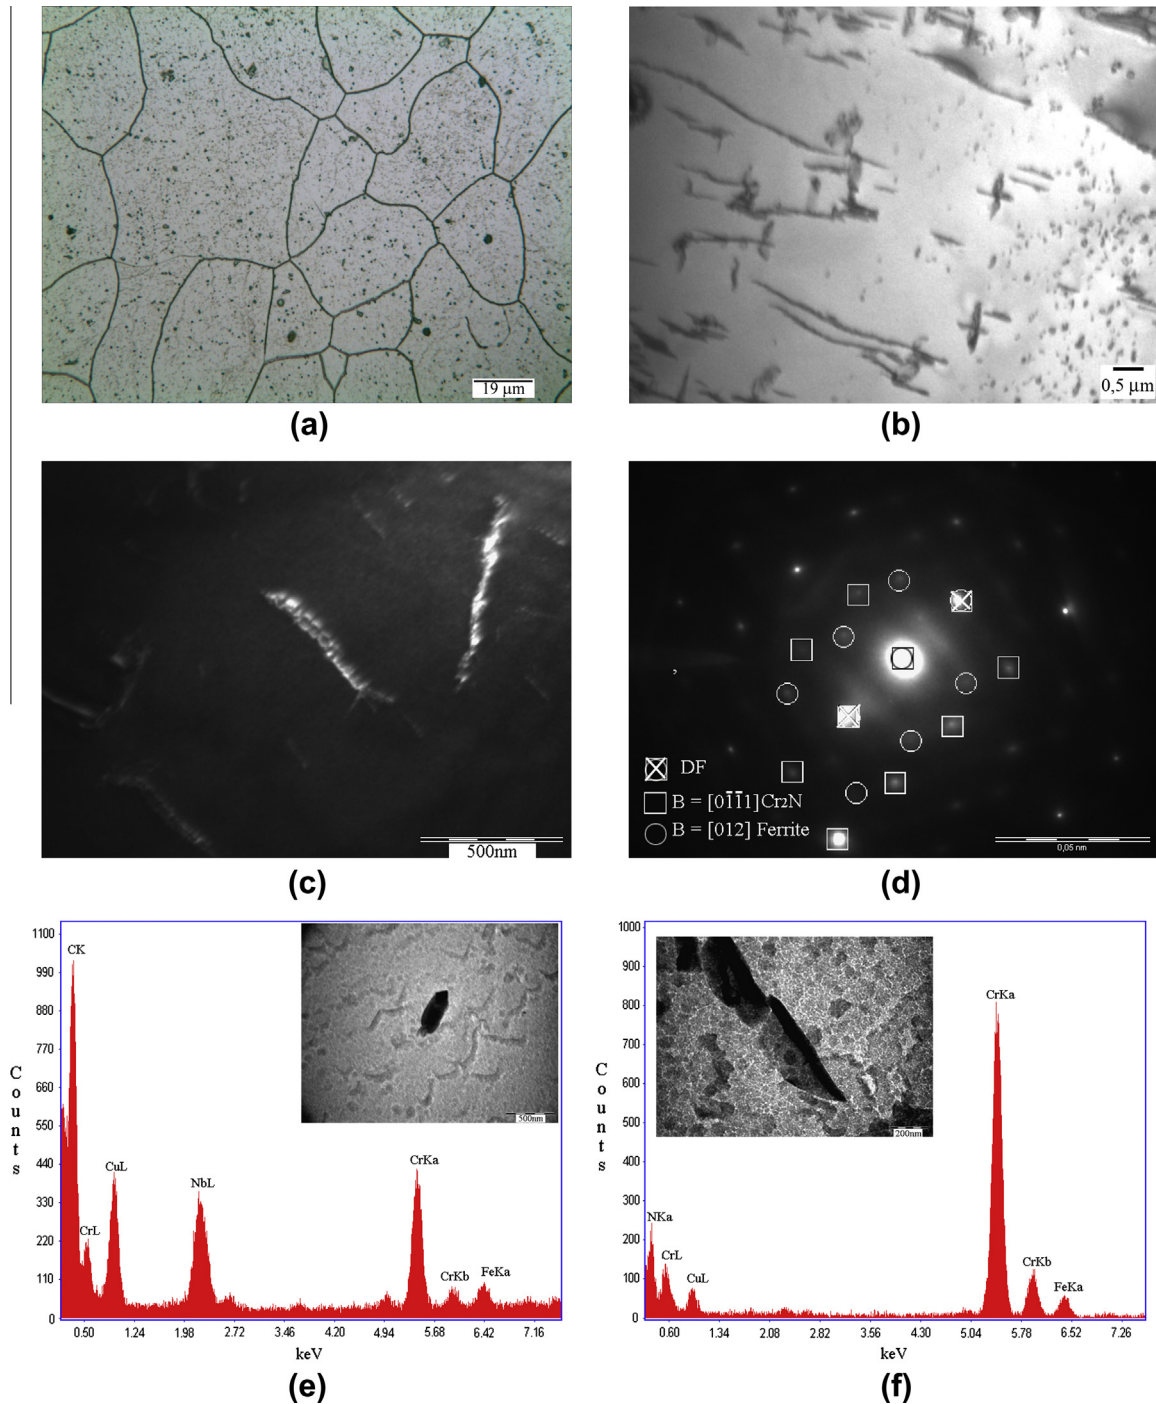 19 µm
0,5 µm
(a)
(b)
500nm
DF
B = [01̄1̄1]Cr2N
B = [012] Ferrite
0,05 nm
(c)
(d)
1100
990
880
770
660
550
440
330
220
110
0
Counts
CK
CrL
CuL
NbL
CrKa
CrKb
FeKa
500nm
0.50 1.24 1.98 2.72 3.46 4.20 4.94 5.68 6.42 7.16
keV
(e)
1000
900
800
700
600
500
400
300
200
100
0
Counts
NKa
CrL
CuL
CrKa
CrKb
FeKa
200nm
0.60 1.34 2.08 2.82 3.56 4.30 5.04 5.78 6.52 7.26
keV
(f)